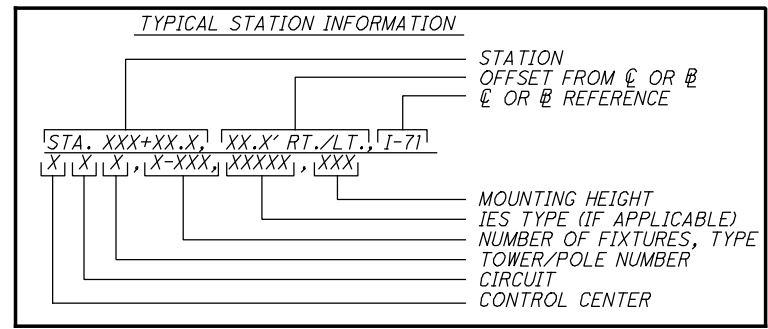 TYPICAL STATION INFORMATION
STATION
OFFSET FROM ℄ OR B
℄ OR B REFERENCE
STA. XXX+XX.X, XX.X' RT./LT., I-71
X X X, X-XXX, XXXXX, XXX
MOUNTING HEIGHT
IES TYPE (IF APPLICABLE)
NUMBER OF FIXTURES, TYPE
TOWER/POLE NUMBER
CIRCUIT
CONTROL CENTER